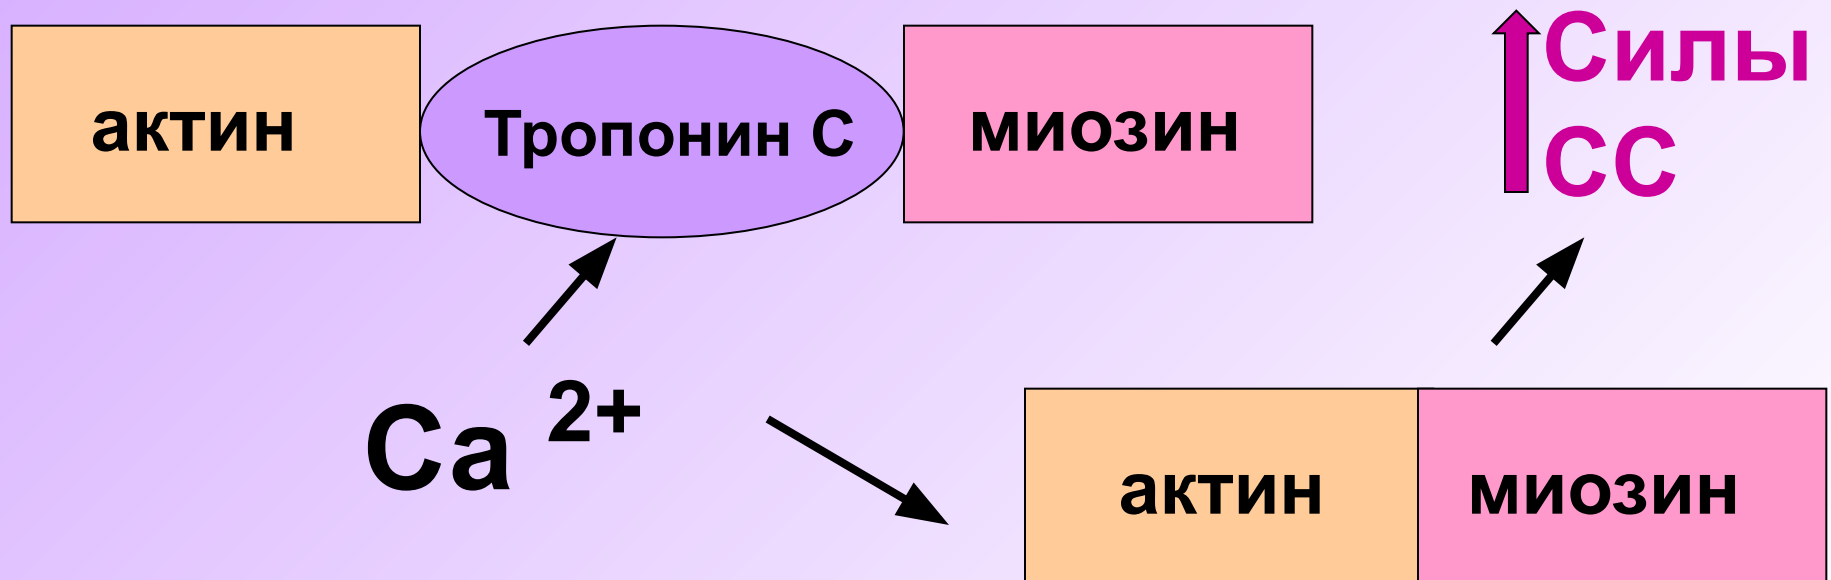 актин
Тропонин С
миозин
Силы
СС
Са 2+
актин
миозин